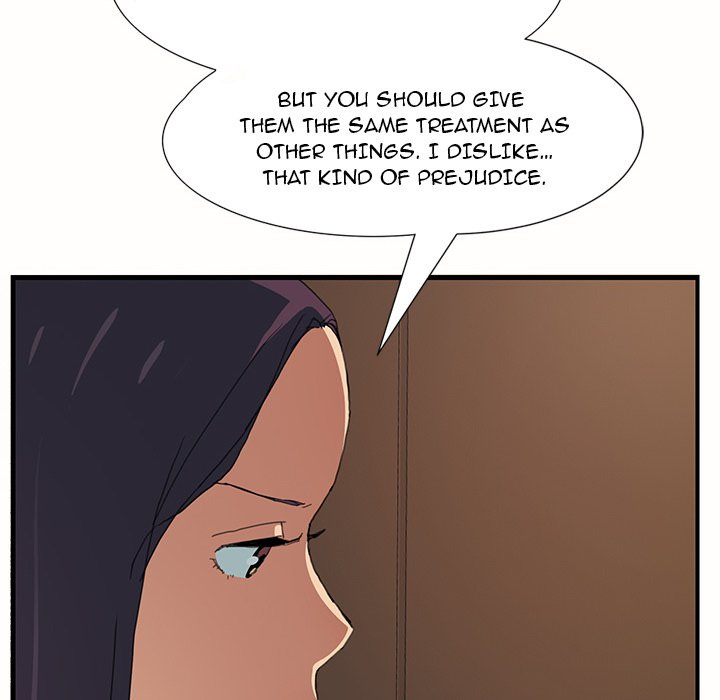 BUT YOU SHOULD GIVE
THEM THE SAME TREATMENT AS
OTHER THINGS. I DISLIKE...
THAT KIND OF PREJUDICE.